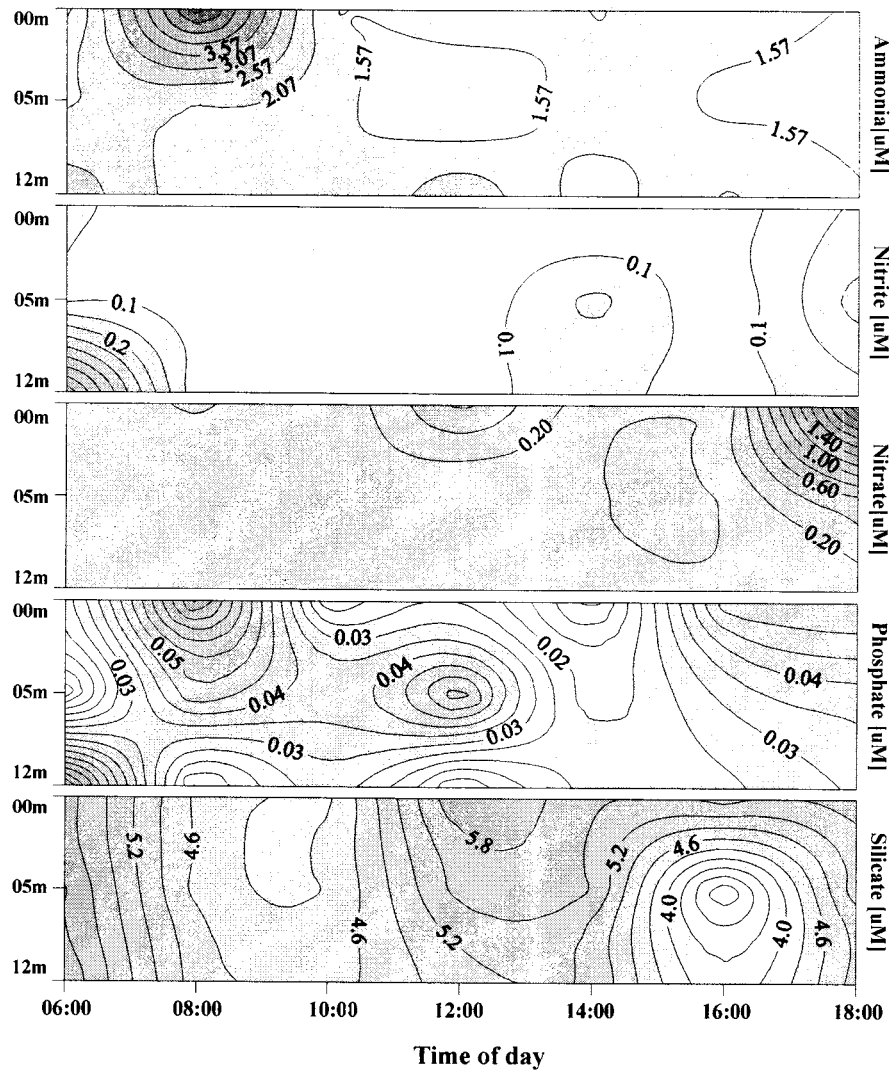 00m
05m
12m
3.57
3.07
2.57
2.07
1.57
1.57
1.57
1.57
Ammonia[uM]
00m
05m
12m
0.1
0.2
0.1
0.1
0.1
Nitrite [uM]
00m
05m
12m
0.20
1.40
1.00
0.60
0.20
Nitrate[uM]
00m
05m
12m
0.03
0.05
0.04
0.03
0.04
0.03
0.03
0.02
0.04
0.03
Phosphate [uM]
00m
05m
12m
5.2
4.9
4.6
5.8
5.2
5.2
4.6
4.0
4.0
4.6
Silicate [uM]
06:00 08:00 10:00 12:00 14:00 16:00 18:00
Time of day